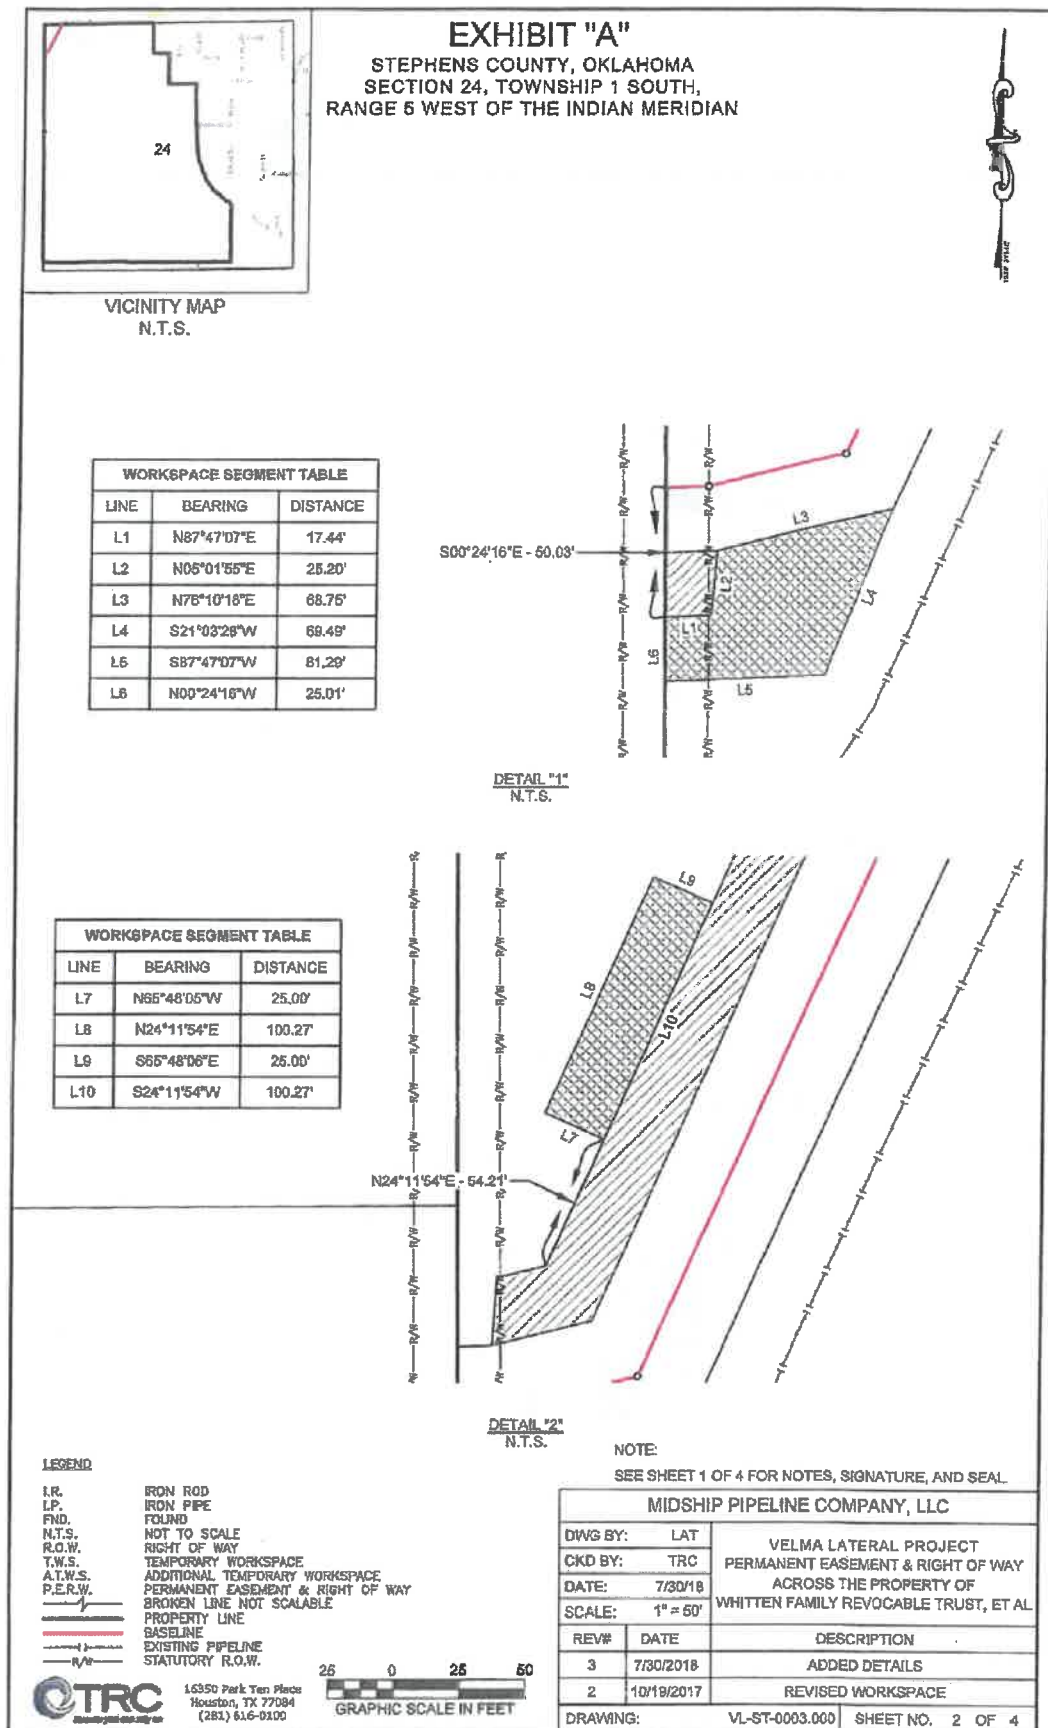 EXHIBIT "A"
STEPHENS COUNTY, OKLAHOMA
SECTION 24, TOWNSHIP 1 SOUTH,
RANGE 5 WEST OF THE INDIAN MERIDIAN
24
VICINITY MAP
N.T.S.
WORKSPACE SEGMENT TABLE
LINE BEARING DISTANCE
L1 N87°47'07"E 17.44'
L2 N05°01'55"E 25.20'
L3 N76°10'16"E 68.75'
L4 S21°03'28"W 69.49'
L5 S87°47'07"W 81.29'
L6 N00°24'16"W 25.01'
S00°24'16"E - 50.03'
L3
L2
L4
L1
L6
L5
R/W
DETAIL "1"
N.T.S.
WORKSPACE SEGMENT TABLE
LINE BEARING DISTANCE
L7 N65°48'05"W 25.00'
L8 N24°11'54"E 100.27'
L9 S65°48'06"E 25.00'
L10 S24°11'54"W 100.27'
L9
L8
L10
L7
N24°11'54"E - 54.21'
R/W
DETAIL "2"
N.T.S.
NOTE:
SEE SHEET 1 OF 4 FOR NOTES, SIGNATURE, AND SEAL
LEGEND
I.R. IRON ROD
I.P. IRON PIPE
FND. FOUND
N.T.S. NOT TO SCALE
R.O.W. RIGHT OF WAY
T.W.S. TEMPORARY WORKSPACE
A.T.W.S. ADDITIONAL TEMPORARY WORKSPACE
P.E.R.W. PERMANENT EASEMENT & RIGHT OF WAY
BROKEN LINE NOT SCALABLE
PROPERTY LINE
BASELINE
EXISTING PIPELINE
R/W STATUTORY R.O.W.
TRC
16350 Park Ten Place
Houston, TX 77084
(281) 616-0100
25 0 25 50
GRAPHIC SCALE IN FEET
MIDSHIP PIPELINE COMPANY, LLC
DWG BY: LAT
CKD BY: TRC
DATE: 7/30/18
SCALE: 1" = 50'
VELMA LATERAL PROJECT
PERMANENT EASEMENT & RIGHT OF WAY
ACROSS THE PROPERTY OF
WHITTEN FAMILY REVOCABLE TRUST, ET AL
REV# DATE DESCRIPTION
3 7/30/2018 ADDED DETAILS
2 10/19/2017 REVISED WORKSPACE
DRAWING: VL-ST-0003.000 SHEET NO. 2 OF 4